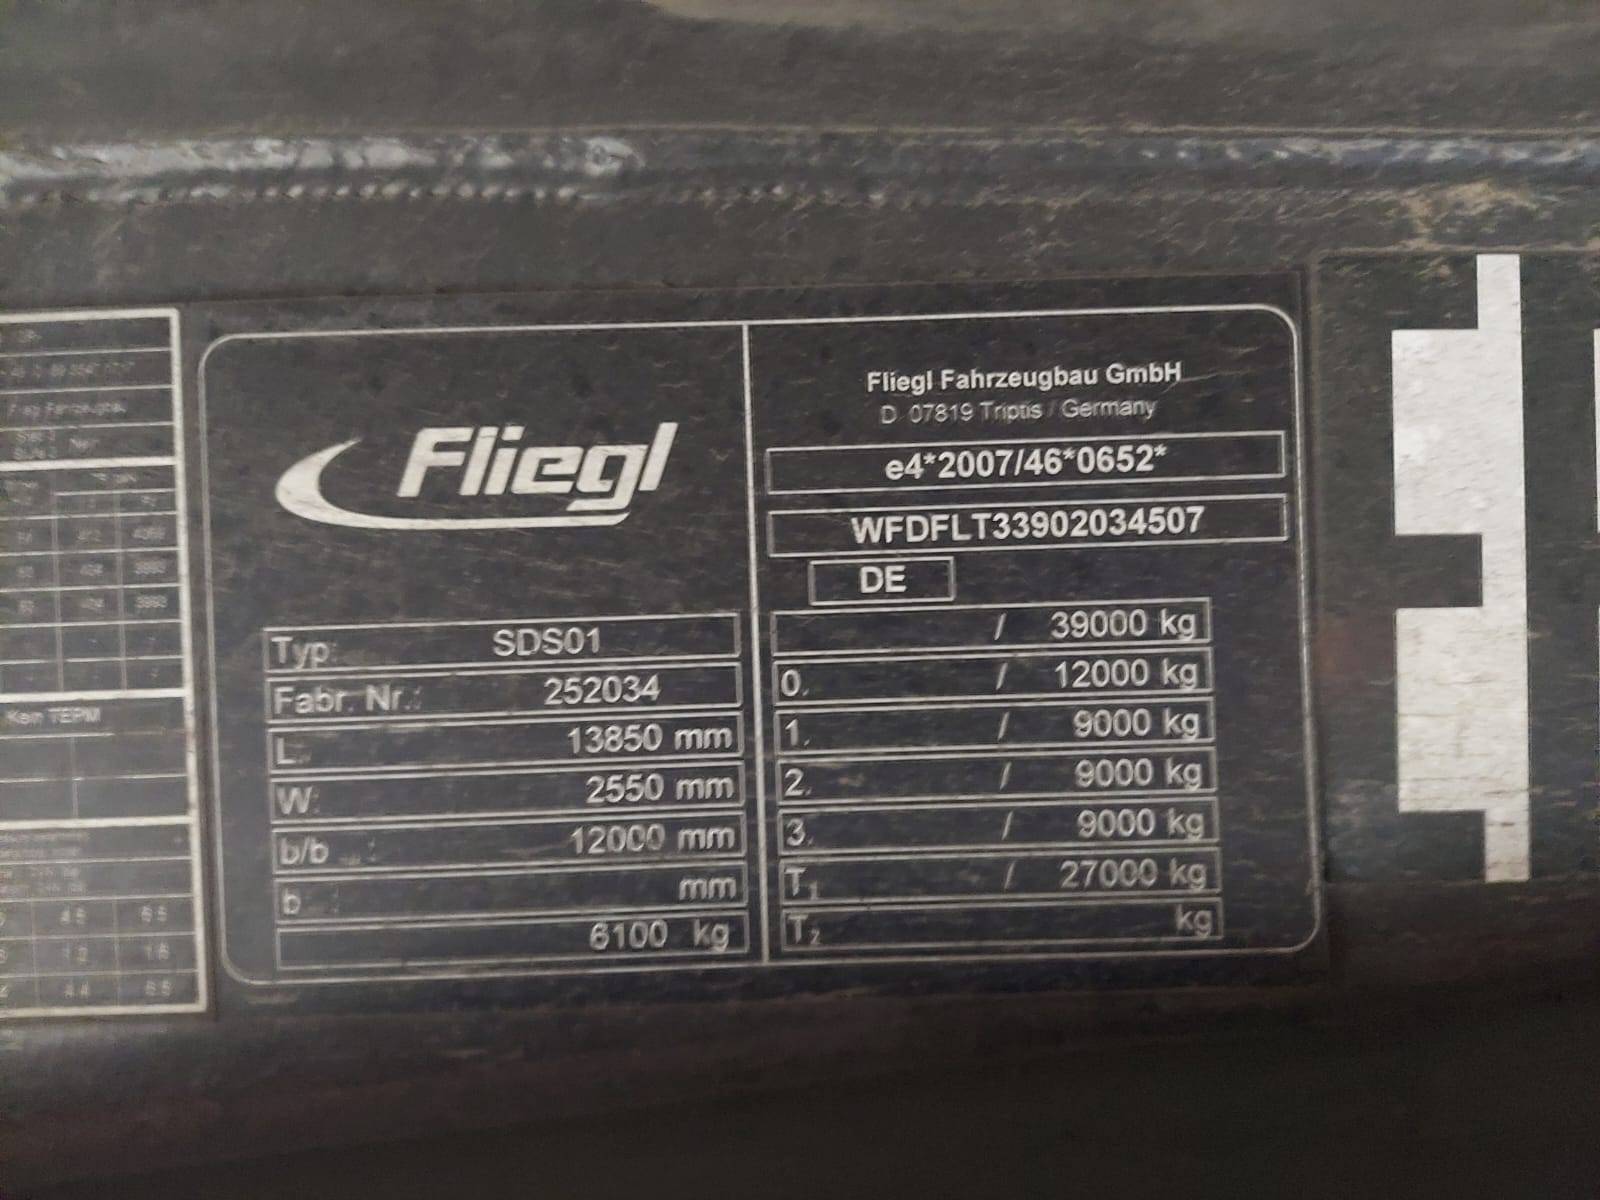 Fliegl
Typ: SDS01
Fabr. Nr.: 252034
L.: 13850 mm
W: 2550 mm
b/b : 12000 mm
b : mm
6100 kg
Fliegl Fahrzeugbau GmbH
D. 07819 Triptis / Germany
e4*2007/46*0652*
WFDFLT33902034507
DE
/ 39000 kg
0. / 12000 kg
1. / 9000 kg
2. / 9000 kg
3. / 9000 kg
T1 / 27000 kg
T2 kg
Kein TEPM
4.4